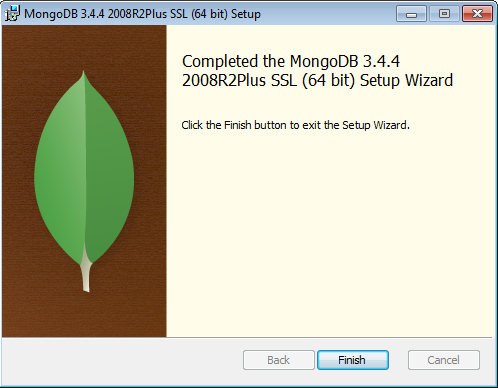 MongoDB 3.4.4 2008R2Plus SSL (64 bit) Setup
Completed the MongoDB 3.4.4
2008R2Plus SSL (64 bit) Setup Wizard
Click the Finish button to exit the Setup Wizard.
Back
Finish
Cancel